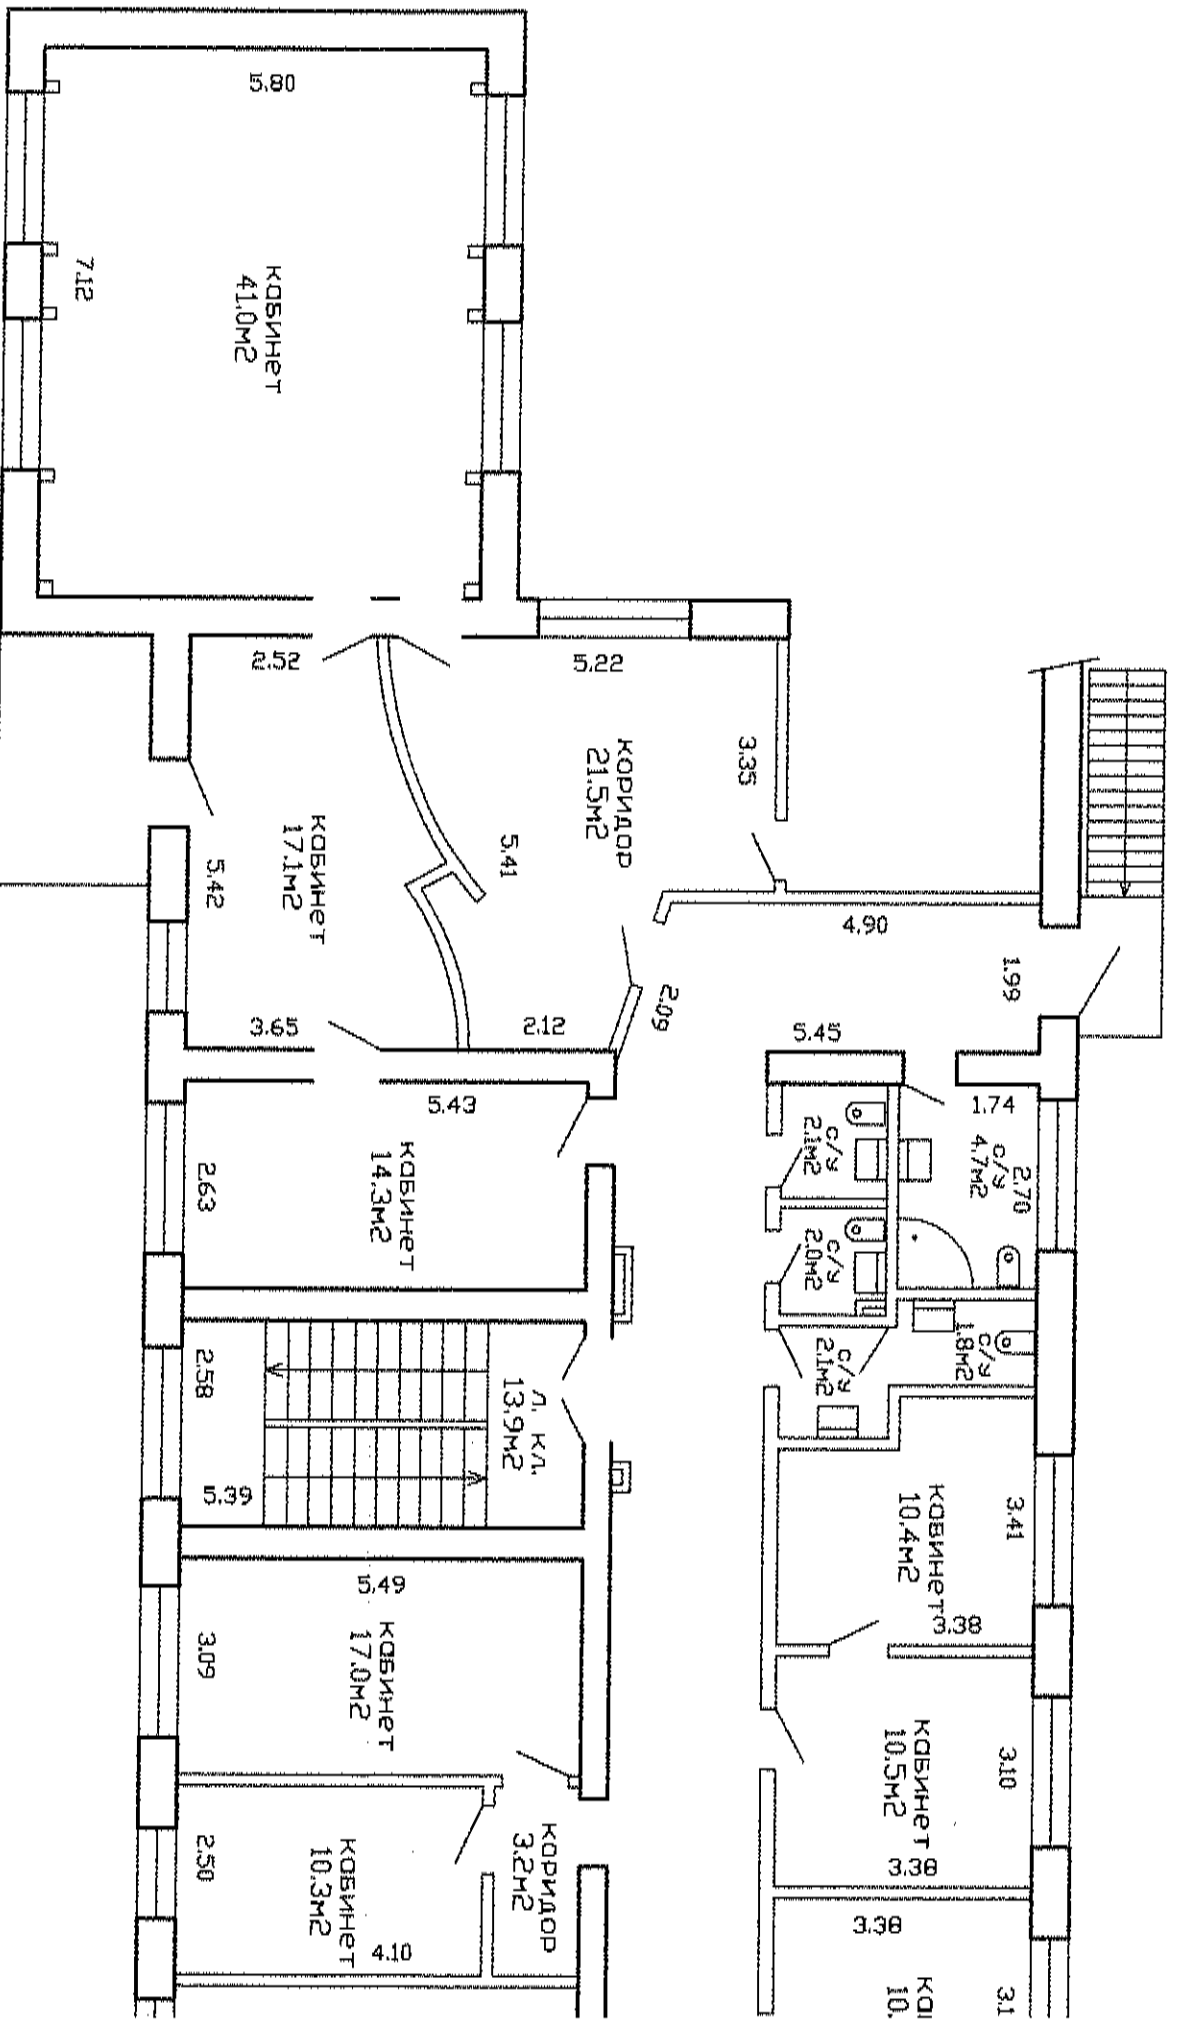 5.80
7.12
кабинет
41.0м2
2.52
5.22
3.35
коридор
21.5м2
5.41
кабинет
17.1м2
5.42
4.90
1.99
3.65
2.12
2.09
5.45
5.43
1.74
с/у
2.1м2
с/у
4.7м2
2.70
кабинет
14.3м2
2.63
с/у
2.0м2
с/у
1.8м2
с/у
2.1м2
2.58
л. кл.
13.9м2
5.39
кабинет
10.4м2
3.41
3.38
5.49
кабинет
17.0м2
3.09
кабинет
10.5м2
3.10
3.38
коридор
3.2м2
кабинет
10.3м2
2.50
4.10
3.38